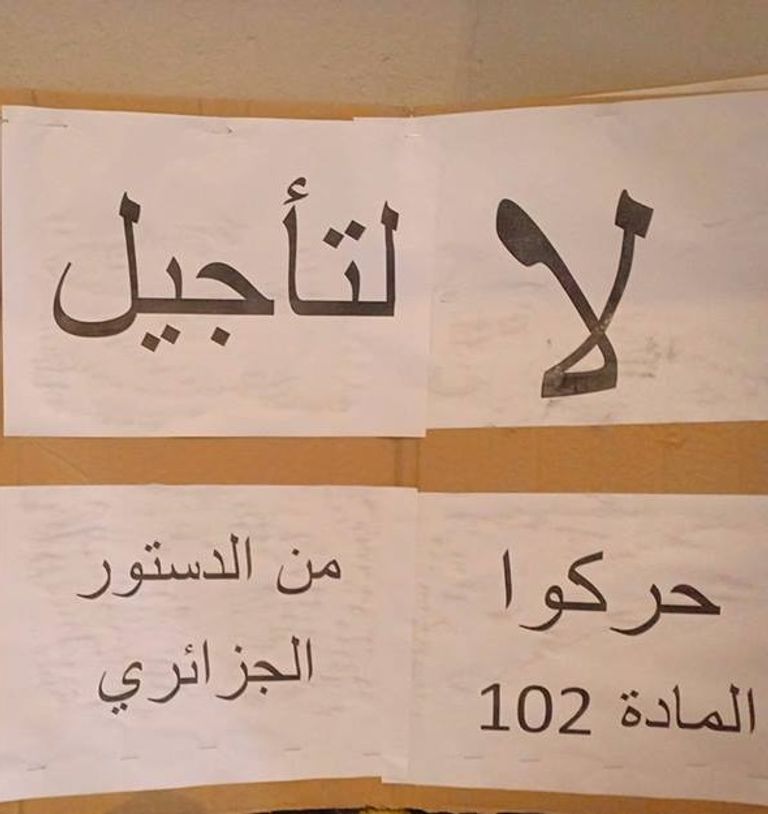 لا لتأجيل
حركوا من الدستور
المادة 102 الجزائري